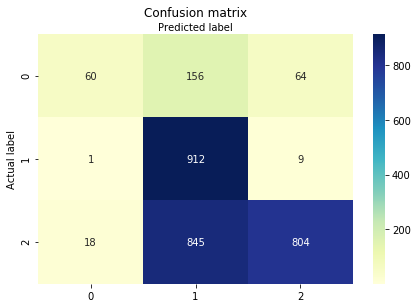 Confusion matrix
Predicted label
Actual label
0 60 156 64
1 1 912 9
2 18 845 804
0 1 2
800
600
400
200